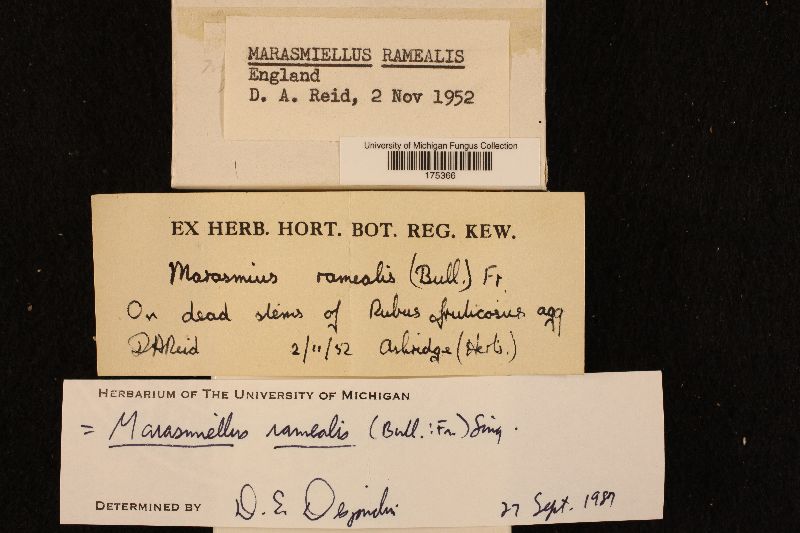 MARASMIELLUS RAMEALIS
England
D. A. Reid, 2 Nov 1952
University of Michigan Fungus Collection
175366
EX HERB. HORT. BOT. REG. KEW.
Marasmius ramealis (Bull.) Fr.
On dead stems of Rubus fruticosus agg
DAReid 2/11/52 Ashridge (Herts.)
HERBARIUM OF THE UNIVERSITY OF MICHIGAN
= Marasmiellus ramealis (Bull.:Fr.) Sing.
DETERMINED BY D. E. Desjardin 27 Sept. 1987